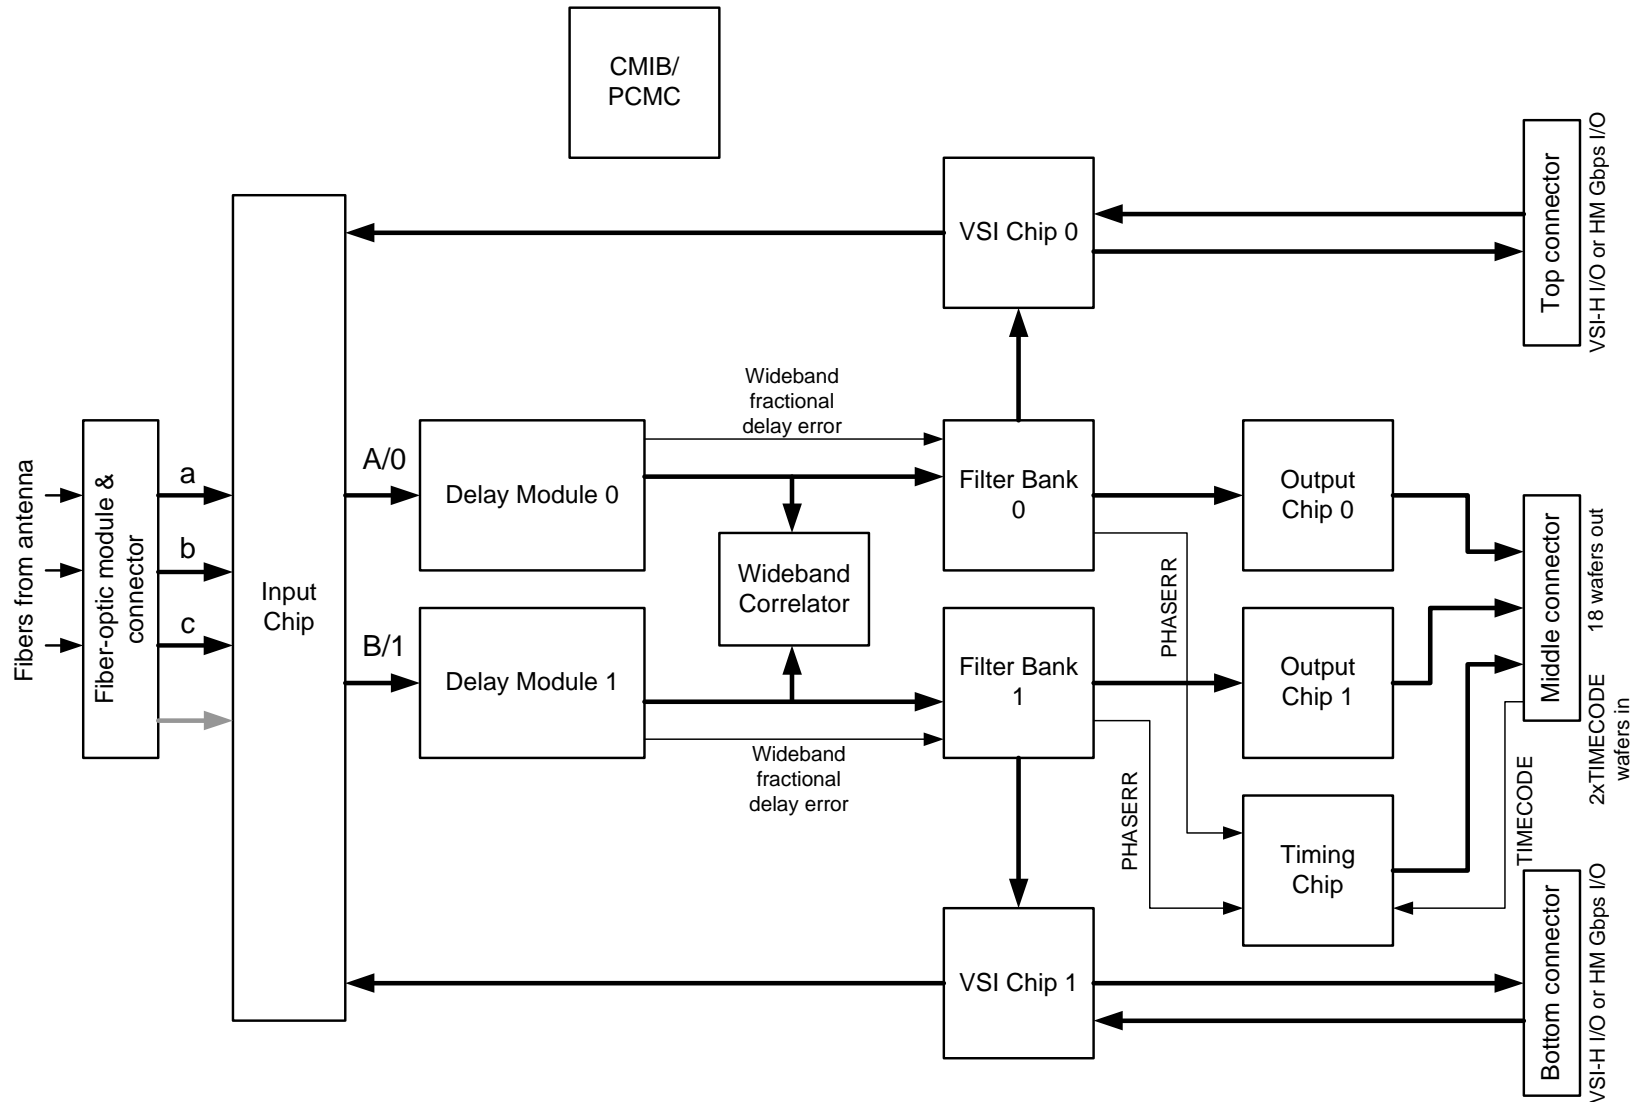 CMIB/
PCMC
VSI Chip 0
Top connector
VSI-H I/O or HM Gbps I/O
Wideband
fractional
delay error
Fibers from antenna
Fiber-optic module &
connector
a
b
c
Input
Chip
A/0
B/1
Delay Module 0
Delay Module 1
Wideband
Correlator
Filter Bank
0
Filter Bank
1
Output
Chip 0
Output
Chip 1
PHASERR
Middle connector
18 wafers out
2xTIMECODE
wafers in
Wideband
fractional
delay error
PHASERR
Timing
Chip
TIMECODE
VSI Chip 1
Bottom connector
VSI-H I/O or HM Gbps I/O